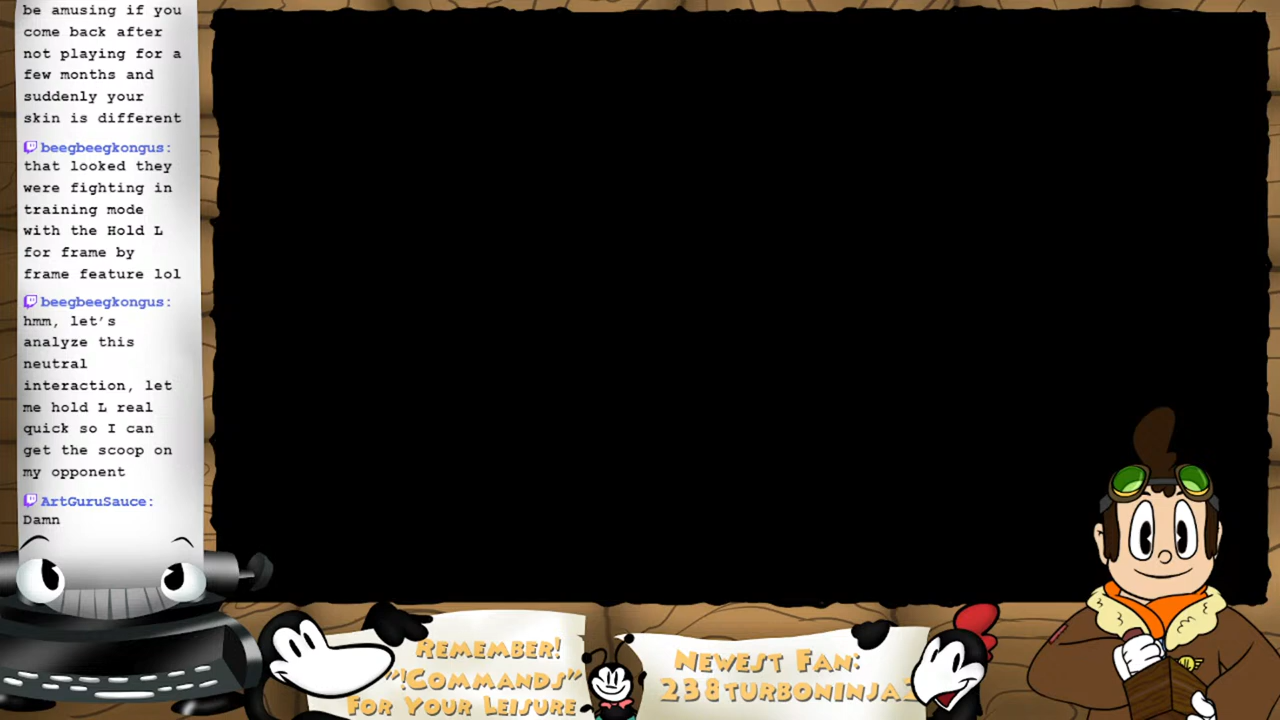 be amusing if you
come back after
not playing for a
few months and
suddenly your
skin is different
beegbeegkongus:
that looked they
were fighting in
training mode
with the Hold L
for frame by
frame feature lol
beegbeegkongus:
hmm, let's
analyze this
neutral
interaction, let
me hold L real
quick so I can
get the scoop on
my opponent
ArtGuruSauce:
Damn
Remember!
"!Commands"
For Your Leisure
Newest Fan:
238turboninja